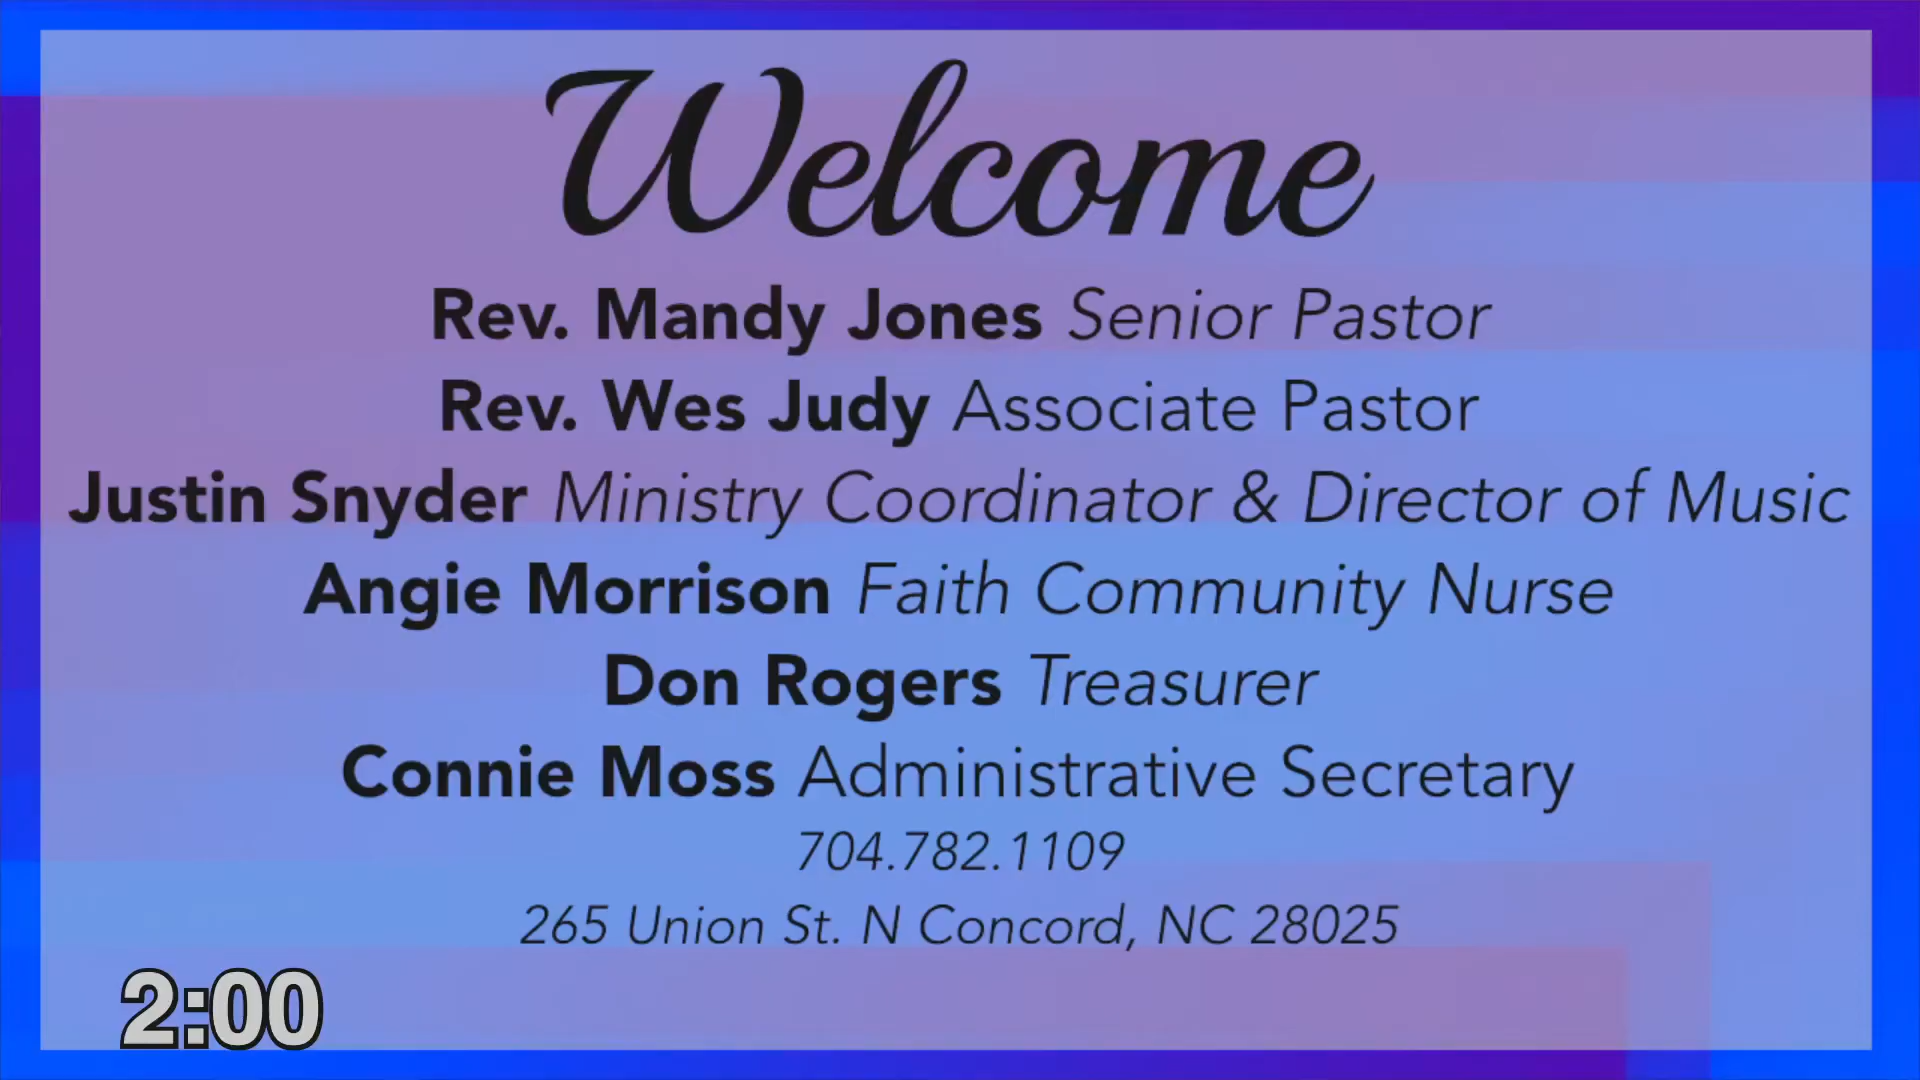 Welcome
Rev. Mandy Jones Senior Pastor
Rev. Wes Judy Associate Pastor
Justin Snyder Ministry Coordinator & Director of Music
Angie Morrison Faith Community Nurse
Don Rogers Treasurer
Connie Moss Administrative Secretary
704.782.1109
265 Union St. N Concord, NC 28025
2:00